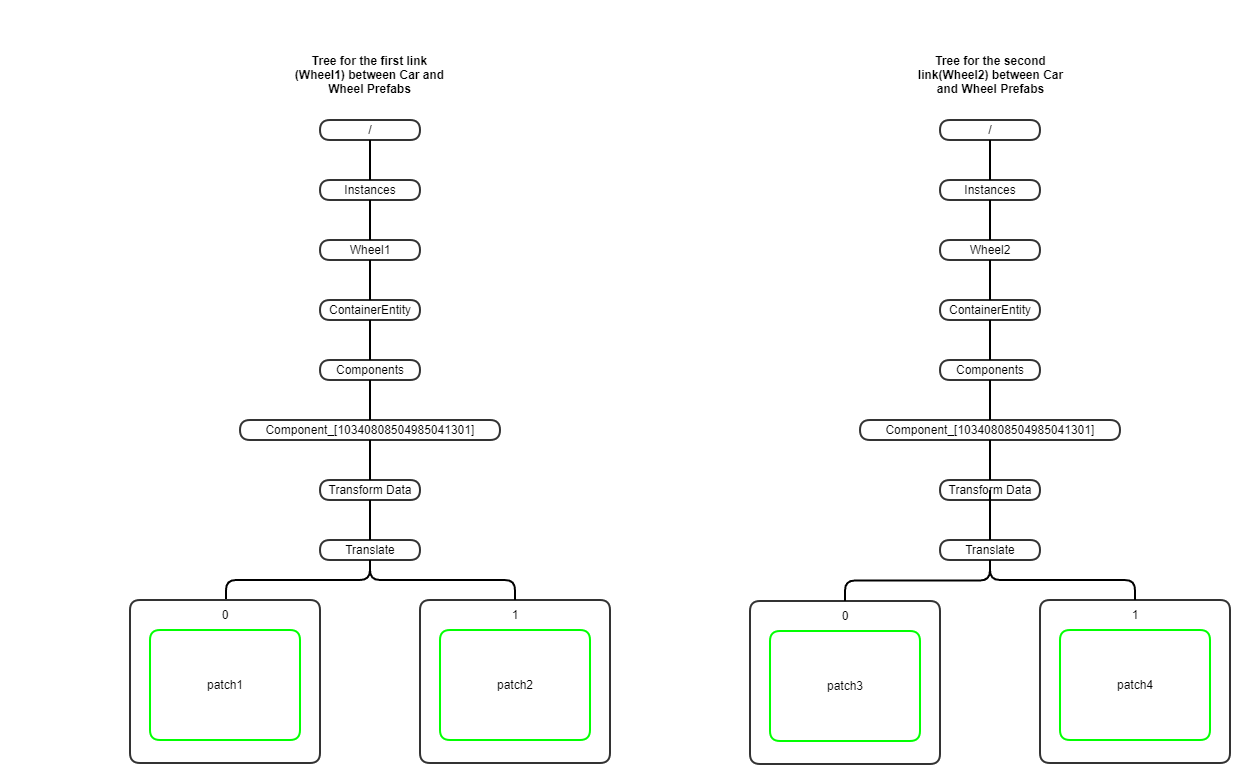 Tree for the first link
(Wheel1) between Car and
Wheel Prefabs
/
Instances
Wheel1
ContainerEntity
Components
Component_[10340808504985041301]
Transform Data
Translate
0
patch1
1
patch2
Tree for the second
link(Wheel2) between Car
and Wheel Prefabs
/
Instances
Wheel2
ContainerEntity
Components
Component_[10340808504985041301]
Transform Data
Translate
0
patch3
1
patch4